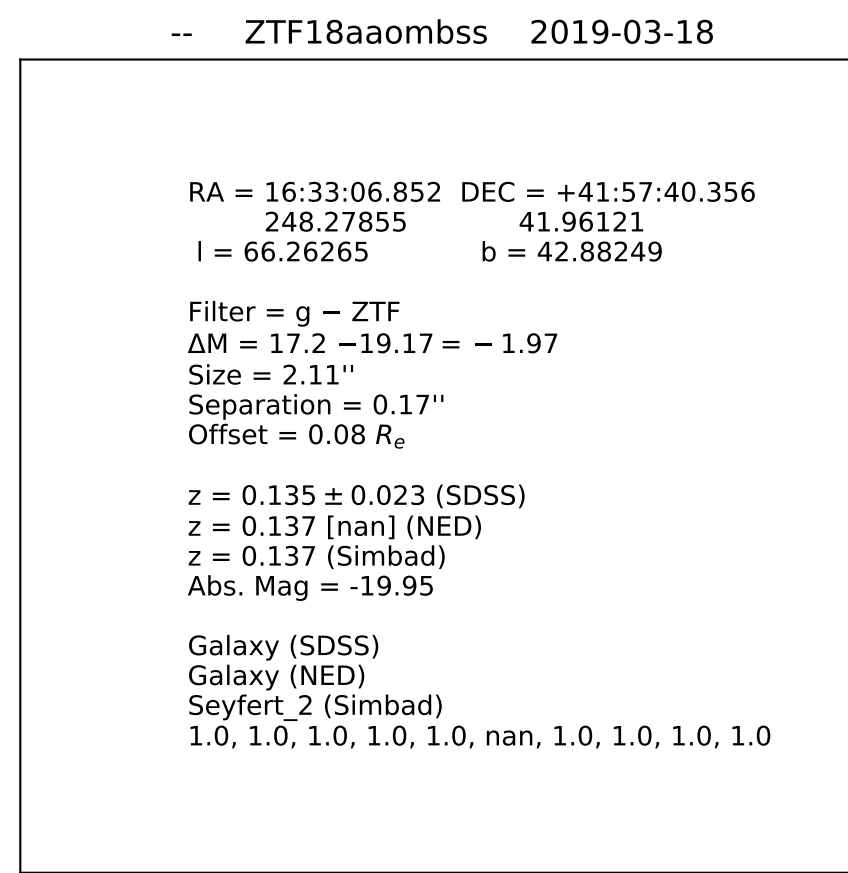 -- ZTF18aaombss 2019-03-18
RA = 16:33:06.852 DEC = +41:57:40.356
248.27855 41.96121
l = 66.26265 b = 42.88249
Filter = g − ZTF
ΔM = 17.2 −19.17 = − 1.97
Size = 2.11''
Separation = 0.17''
Offset = 0.08 Re
z = 0.135 ± 0.023 (SDSS)
z = 0.137 [nan] (NED)
z = 0.137 (Simbad)
Abs. Mag = -19.95
Galaxy (SDSS)
Galaxy (NED)
Seyfert_2 (Simbad)
1.0, 1.0, 1.0, 1.0, 1.0, nan, 1.0, 1.0, 1.0, 1.0